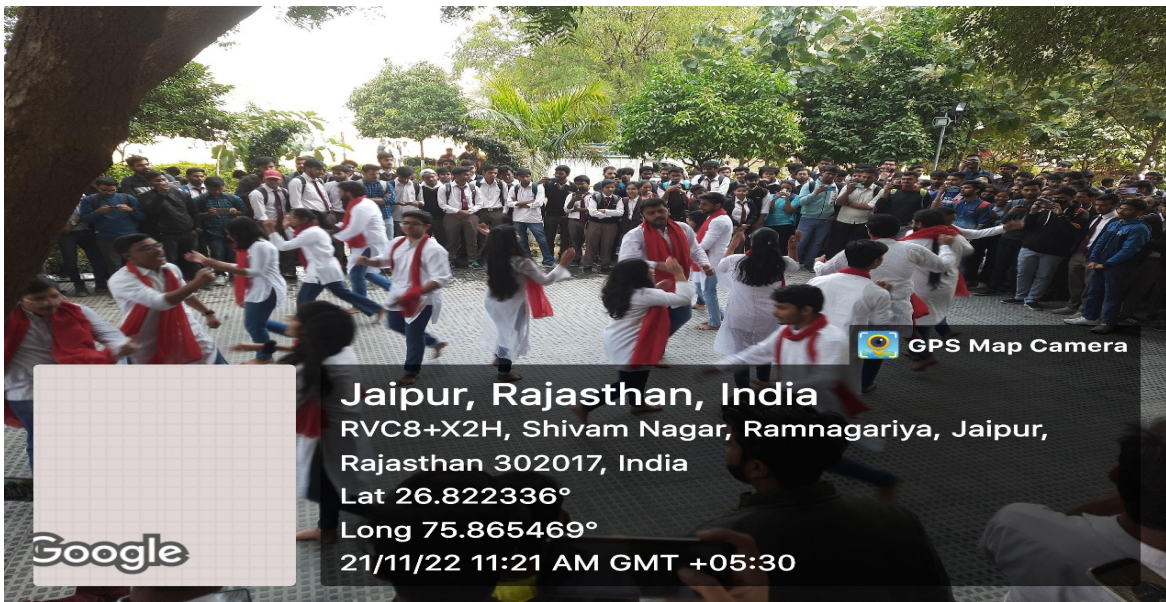 GPS Map Camera
Jaipur, Rajasthan, India
RVC8+X2H, Shivam Nagar, Ramnagariya, Jaipur,
Rajasthan 302017, India
Lat 26.822336°
Long 75.865469°
21/11/22 11:21 AM GMT +05:30
Google